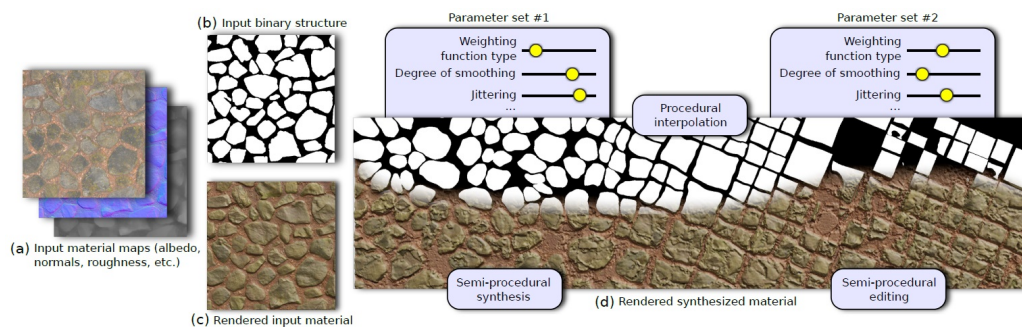 (b) Input binary structure
Parameter set #1
Parameter set #2
Weighting
function type
Degree of smoothing
Jittering
...
Weighting
function type
Degree of smoothing
Jittering
...
Procedural
interpolation
(a) Input material maps (albedo,
normals, roughness, etc.)
(c) Rendered input material
Semi-procedural
synthesis
(d) Rendered synthesized material
Semi-procedural
editing